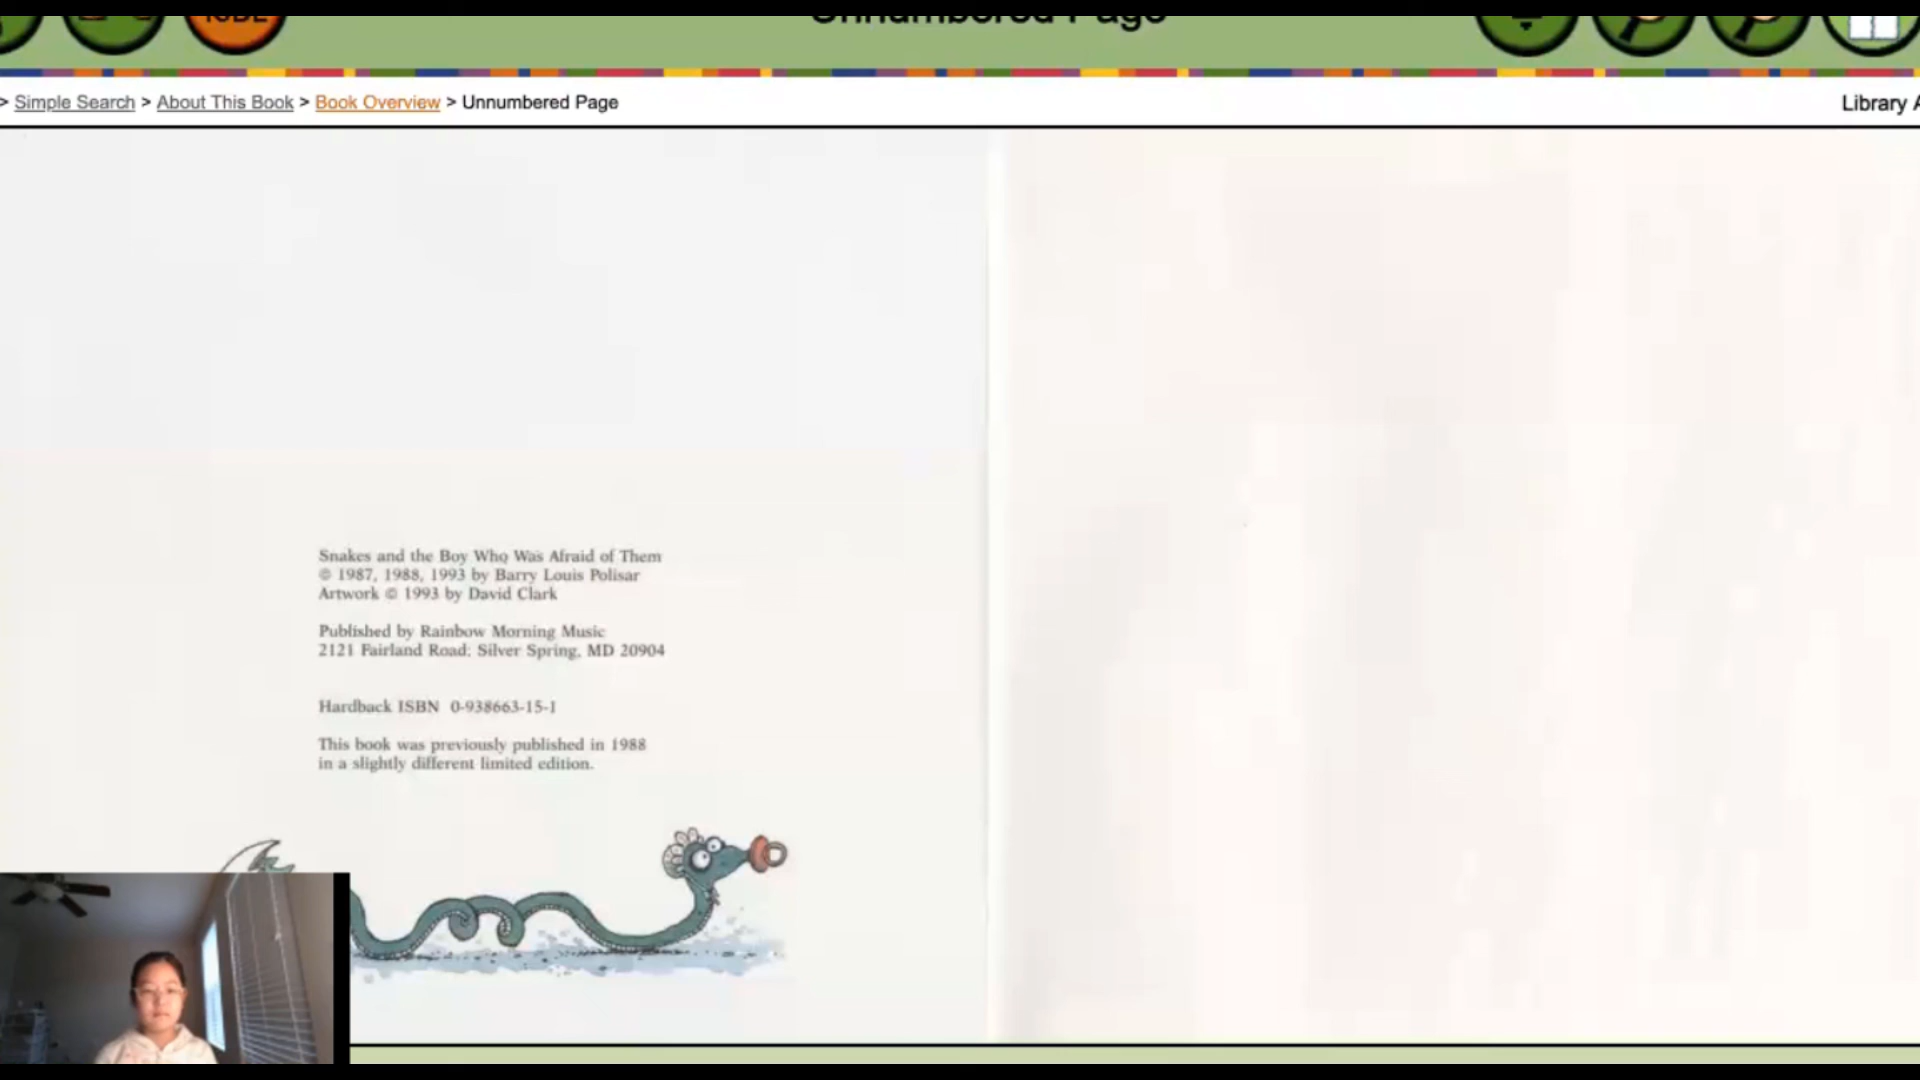 ICDL
Unnumbered Page
> Simple Search > About This Book > Book Overview > Unnumbered Page
Library
Snakes and the Boy Who Was Afraid of Them
© 1987, 1988, 1993 by Barry Louis Polisar
Artwork © 1993 by David Clark
Published by Rainbow Morning Music
2121 Fairland Road; Silver Spring, MD 20904
Hardback ISBN 0-938663-15-1
This book was previously published in 1988
in a slightly different limited edition.